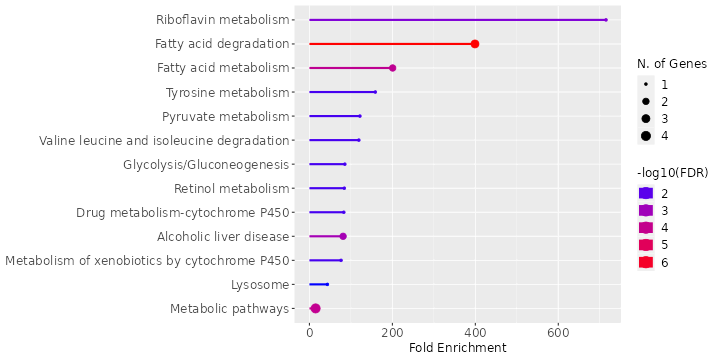 Riboflavin metabolism
Fatty acid degradation
Fatty acid metabolism
Tyrosine metabolism
Pyruvate metabolism
Valine leucine and isoleucine degradation
Glycolysis/Gluconeogenesis
Retinol metabolism
Drug metabolism-cytochrome P450
Alcoholic liver disease
Metabolism of xenobiotics by cytochrome P450
Lysosome
Metabolic pathways
0 200 400 600
Fold Enrichment
N. of Genes
1
2
3
4
-log10(FDR)
2
3
4
5
6